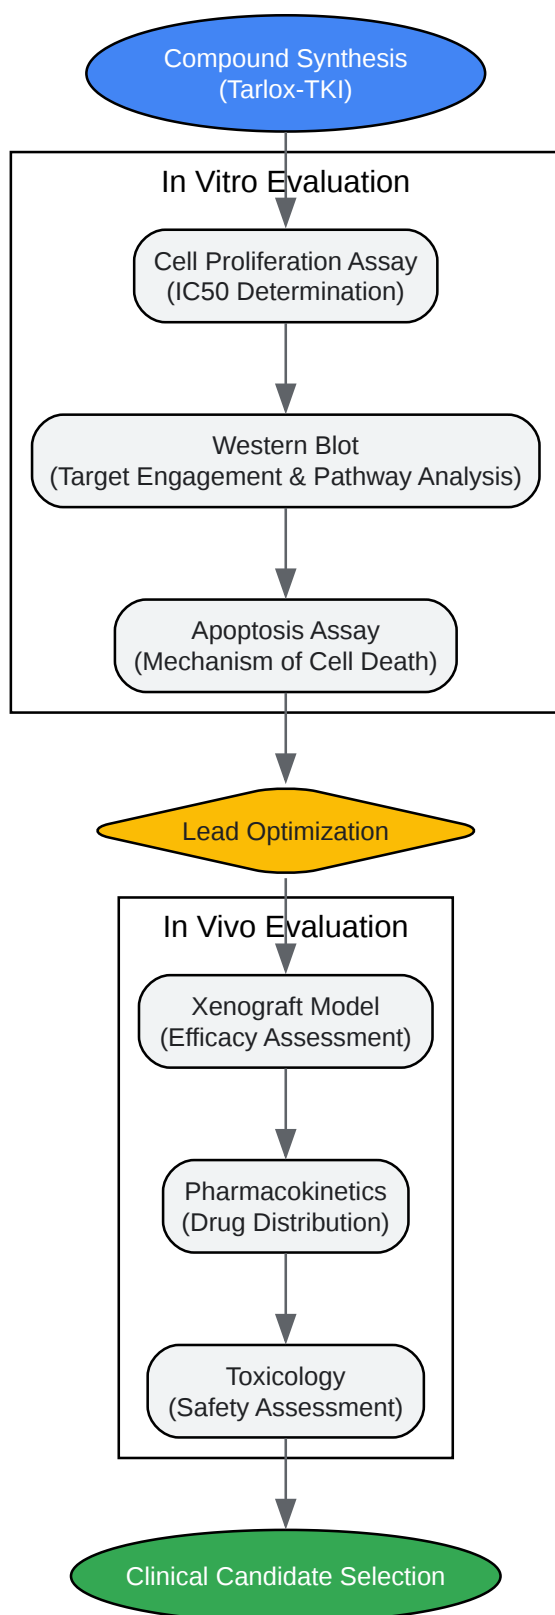 Compound Synthesis
(Tarlox-TKI)
In Vitro Evaluation
Cell Proliferation Assay
(IC50 Determination)
Western Blot
(Target Engagement & Pathway Analysis)
Apoptosis Assay
(Mechanism of Cell Death)
Lead Optimization
In Vivo Evaluation
Xenograft Model
(Efficacy Assessment)
Pharmacokinetics
(Drug Distribution)
Toxicology
(Safety Assessment)
Clinical Candidate Selection